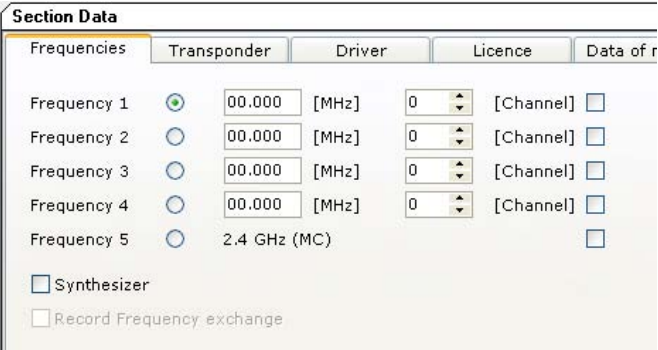 Section Data
Frequencies Transponder Driver Licence Data of
Frequency 1 00.000 [MHz] 0 [Channel]
Frequency 2 00.000 [MHz] 0 [Channel]
Frequency 3 00.000 [MHz] 0 [Channel]
Frequency 4 00.000 [MHz] 0 [Channel]
Frequency 5 2.4 GHz (MC)
Synthesizer
Record Frequency exchange